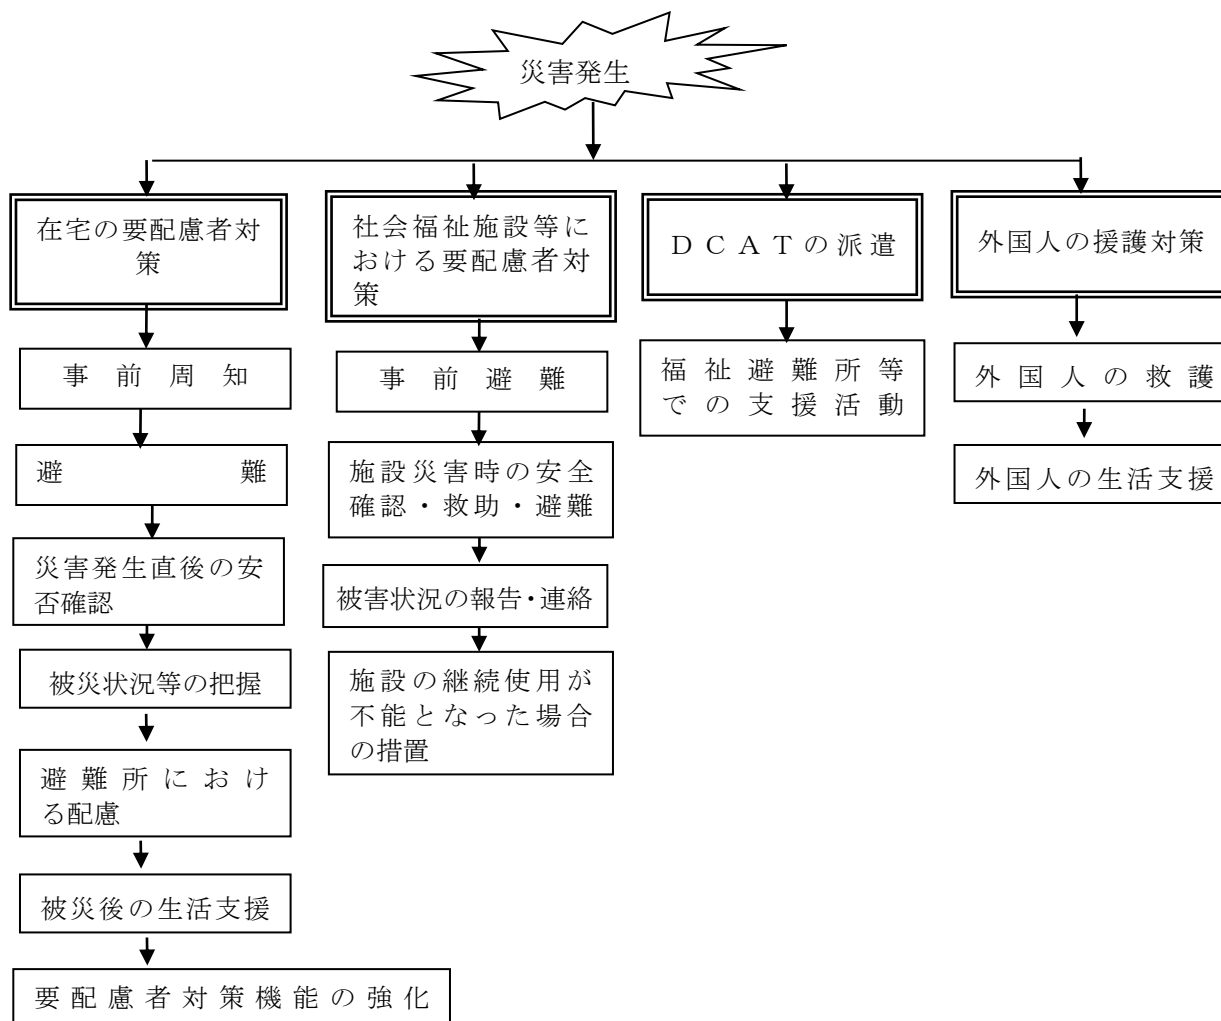 災害発生
在宅の要配慮者対
策
社会福祉施設等に
おける要配慮者対
策
DCATの派遣
外国人の援護対策
事前周知
避難
災害発生直後の安
否確認
被災状況等の把握
避難所におけ
る配慮
被災後の生活支援
要配慮者対策機能の強化
事前避難
施設災害時の安全
確認・救助・避難
被害状況の報告・連絡
施設の継続使用が
不能となった場合
の措置
福祉避難所等
での支援活動
外国人の救護
外国人の生活支援